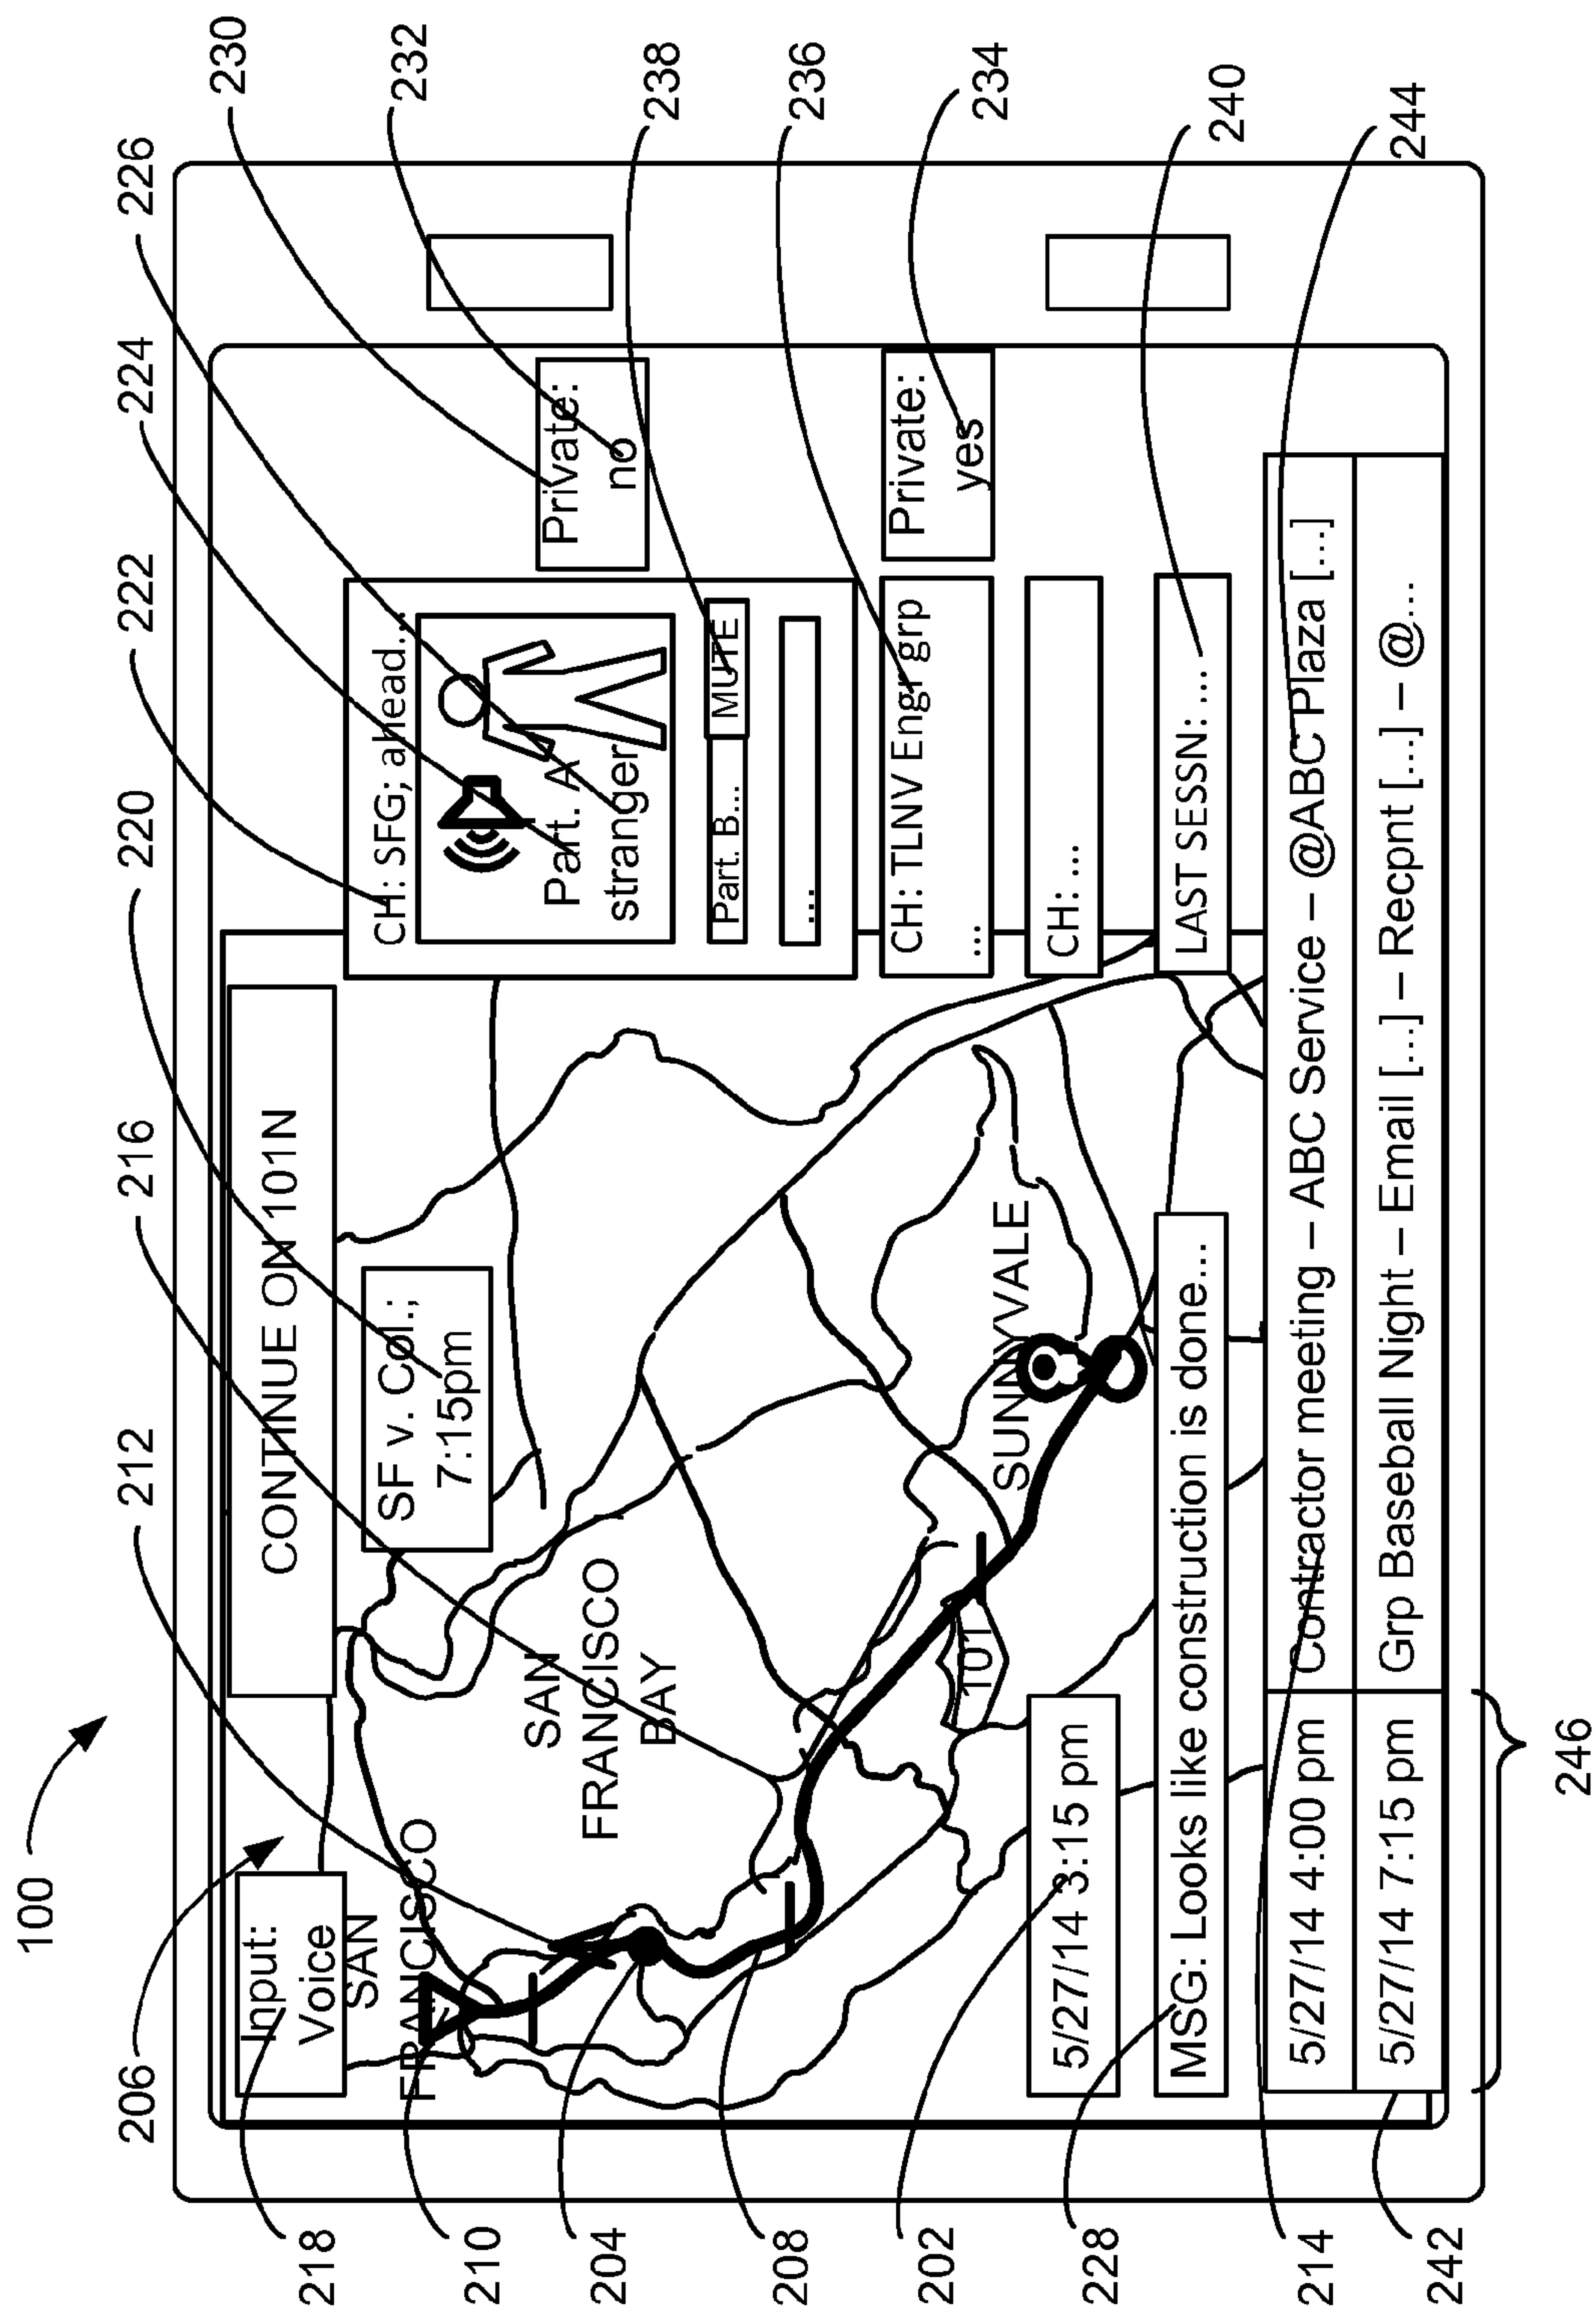 100
206
212
216
220
222
224
226
230
232
238
236
234
240
244
Input:
Voice
CONTINUE ON 101N
SF v. Col.;
7:15pm
SAN
FRANCISCO
SAN
FRANCISCO
BAY
101
SUNNYVALE
CH: SFG; ahead...
Part. A
stranger
Part. B...
MUTE
...
Private:
no
CH: TLNV Engr grp
...
Private:
yes
CH: ...
LAST SESSN: ...
5/27/14 3:15 pm
MSG: Looks like construction is done...
5/27/14 4:00 pm
Contractor meeting – ABC Service – @ABC Plaza [...]
5/27/14 7:15 pm
Grp Baseball Night – Email [...] – Recpnt [...] – @...
218
210
204
208
202
228
214
242
246